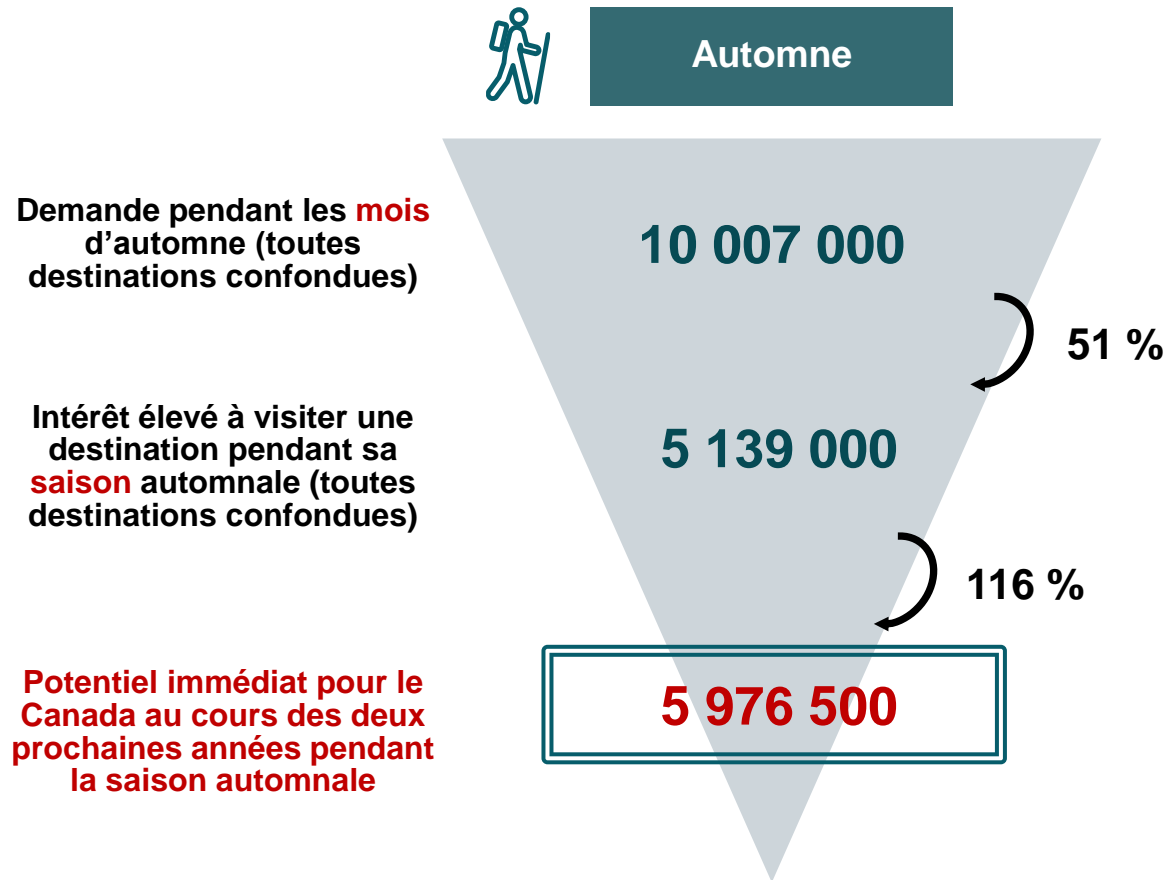 Automne
Demande pendant les mois
d’automne (toutes
destinations confondues)
10 007 000
51 %
Intérêt élevé à visiter une
destination pendant sa
saison automnale (toutes
destinations confondues)
5 139 000
116 %
Potentiel immédiat pour le
Canada au cours des deux
prochaines années pendant
la saison automnale
5 976 500